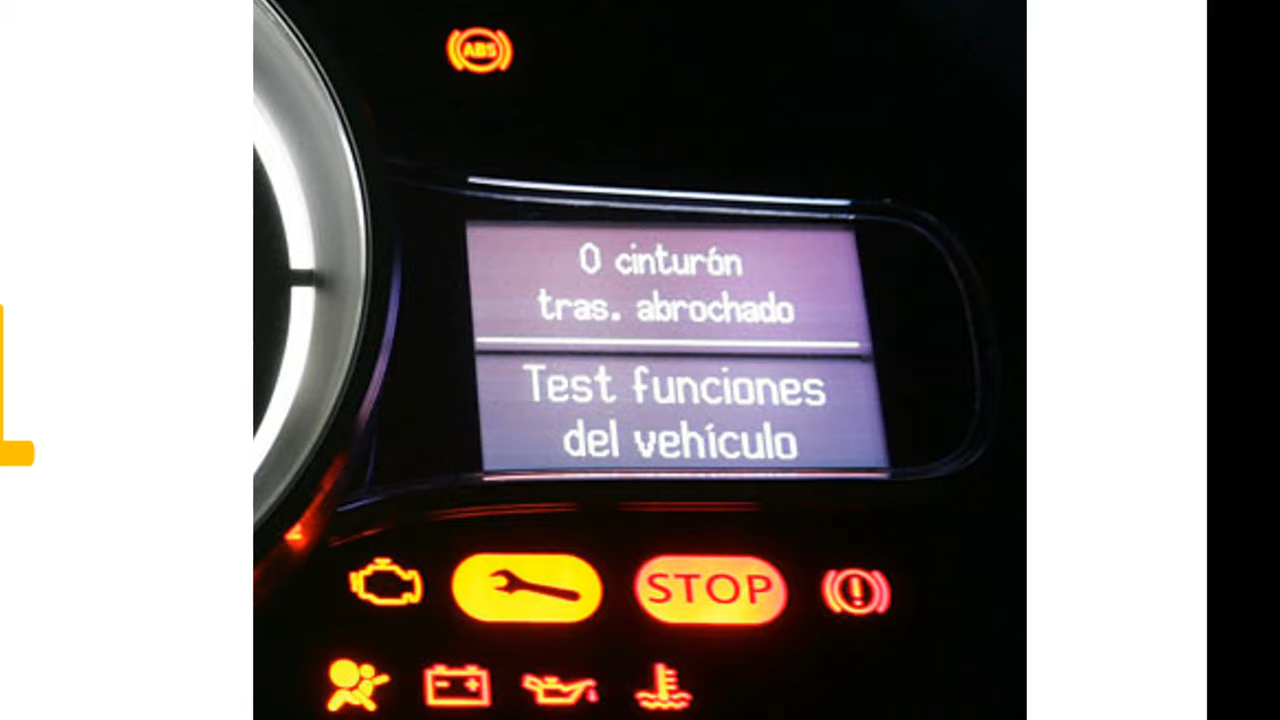 ABS
0 cinturón
tras. abrochado
Test funciones
del vehículo
STOP